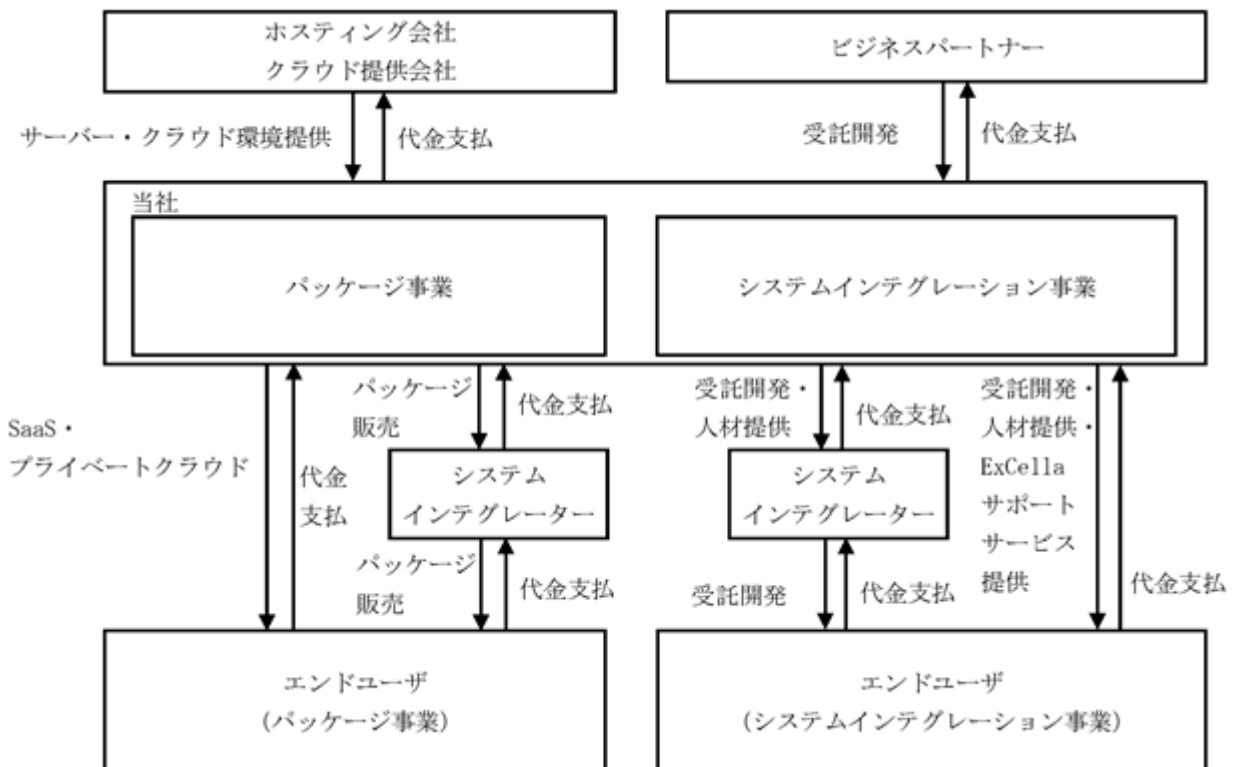 ホスティング会社
クラウド提供会社
ビジネスパートナー
サーバー・クラウド環境提供
代金支払
受託開発
代金支払
当社
パッケージ事業
システムインテグレーション事業
SaaS・
プライベートクラウド
代金
支払
パッケージ
販売
代金支払
システム
インテグレーター
パッケージ
販売
代金支払
受託開発・
人材提供
代金支払
システム
インテグレーター
受託開発
代金支払
受託開発・
人材提供・
ExCella
サポート
サービス
提供
代金支払
エンドユーザ
(パッケージ事業)
エンドユーザ
(システムインテグレーション事業)